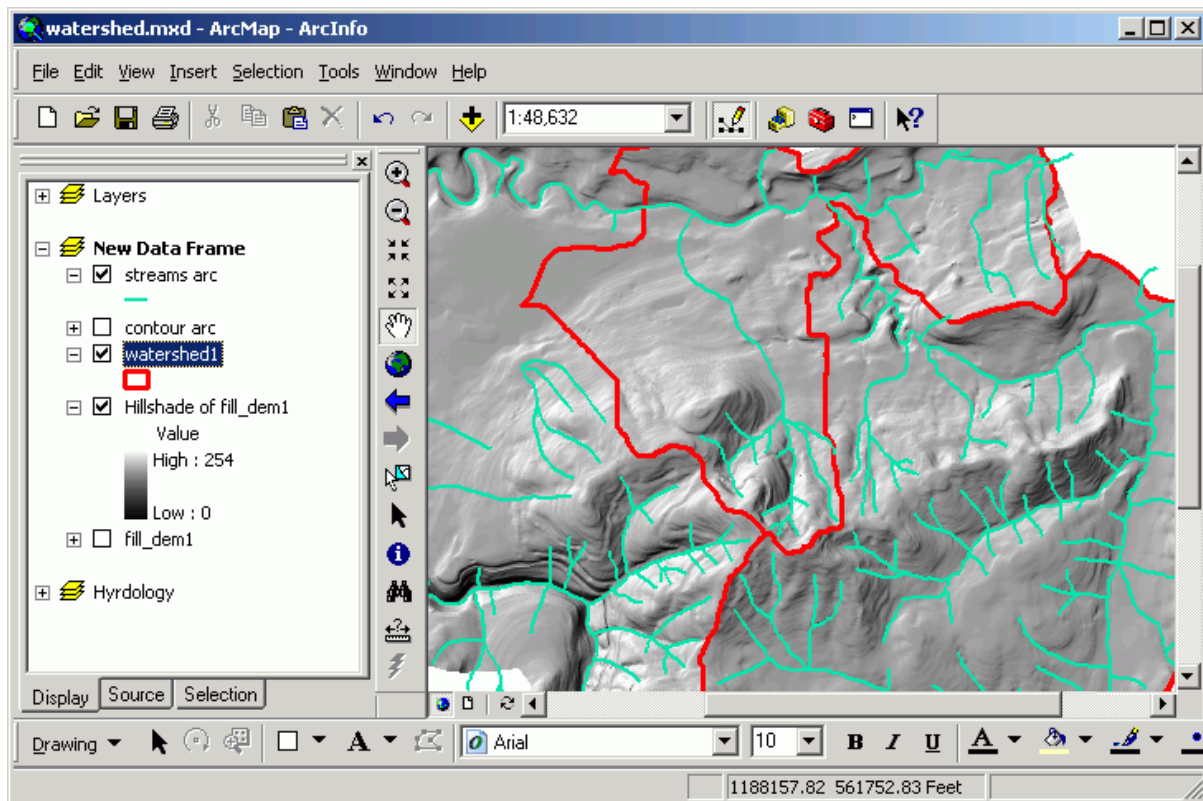 watershed.mxd - ArcMap - ArcInfo
File Edit View Insert Selection Tools Window Help
1:48,632
Layers
New Data Frame
streams arc
contour arc
watershed1
Hillshade of fill_dem1
Value
High : 254
Low : 0
fill_dem1
Hyrdology
Display Source Selection
Drawing A Arial 10 B I U A
1188157.82 561752.83 Feet